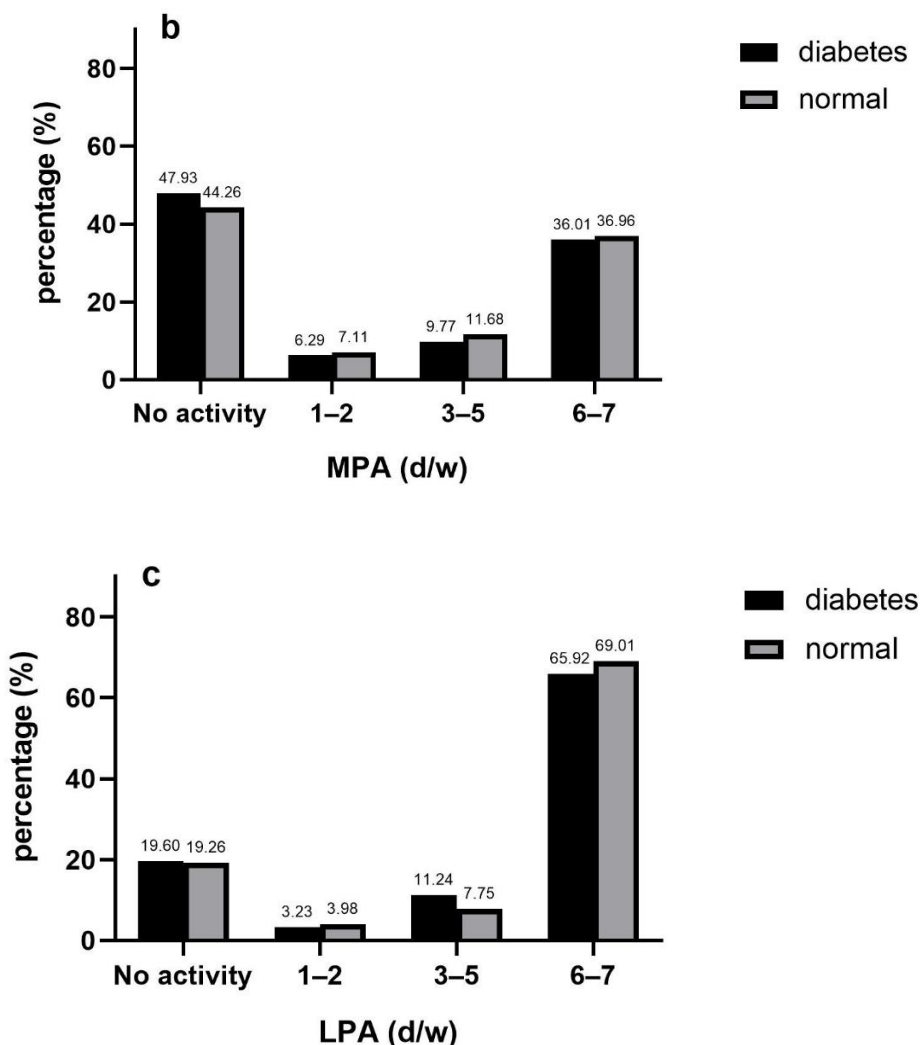 b
diabetes
normal
percentage (%)
80
60
40
20
0
47.93
44.26
6.29
7.11
9.77
11.68
36.01
36.96
No activity
1–2
3–5
6–7
MPA (d/w)
c
diabetes
normal
percentage (%)
80
60
40
20
0
19.60
19.26
3.23
3.98
11.24
7.75
65.92
69.01
No activity
1–2
3–5
6–7
LPA (d/w)